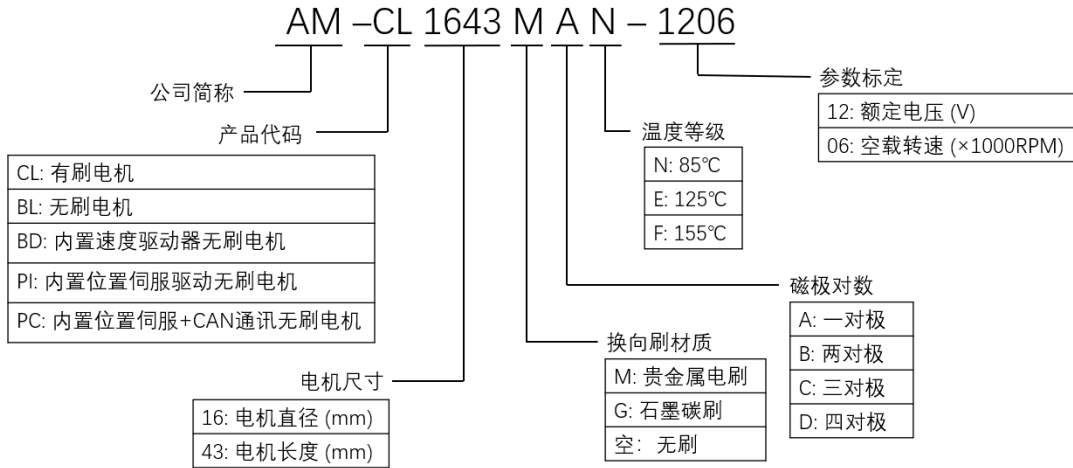 AM –CL 1643 M A N – 1206
公司简称
产品代码
CL: 有刷电机
BL: 无刷电机
BD: 内置速度驱动器无刷电机
PI: 内置位置伺服驱动无刷电机
PC: 内置位置伺服+CAN通讯无刷电机
电机尺寸
16: 电机直径 (mm)
43: 电机长度 (mm)
换向刷材质
M: 贵金属电刷
G: 石墨碳刷
空: 无刷
磁极对数
A: 一对极
B: 两对极
C: 三对极
D: 四对极
温度等级
N: 85℃
E: 125℃
F: 155℃
参数标定
12: 额定电压 (V)
06: 空载转速 (×1000RPM)